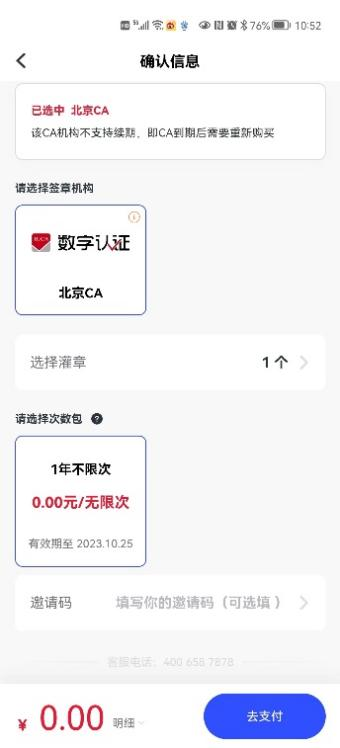 76% 10:52
确认信息
已选中 北京CA
该CA机构不支持续期，即CA到期后需要重新购买
请选择签章机构
数字认证
北京CA
选择灌章 1个
请选择次数包 ?
1年不限次
0.00元/无限次
有效期至 2023.10.25
邀请码 填写你的邀请码（可选填）
客服电话：400 658 7878
¥ 0.00 明细 去支付